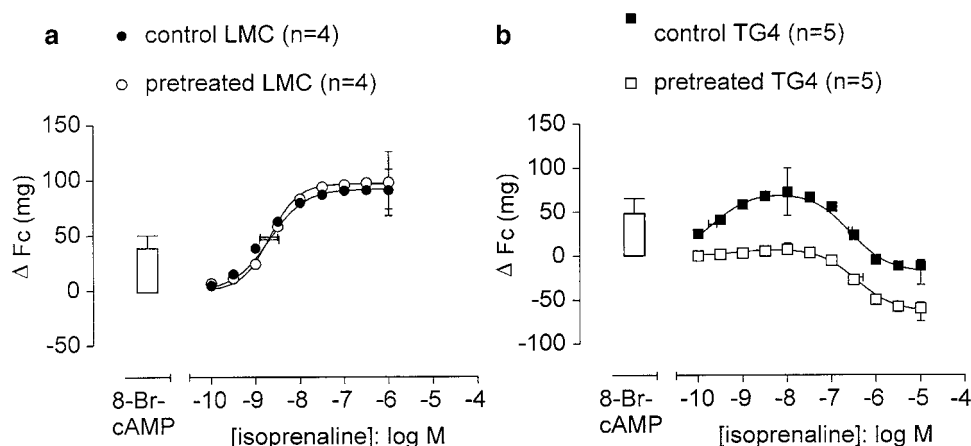 a
● control LMC (n=4)
○ pretreated LMC (n=4)
150
100
50
0
-50
Δ Fc (mg)
8-Br-
cAMP
-10 -9 -8 -7 -6 -5 -4
[isoprenaline]: log M
b
■ control TG4 (n=5)
□ pretreated TG4 (n=5)
150
100
50
0
-50
-100
Δ Fc (mg)
8-Br-
cAMP
-10 -9 -8 -7 -6 -5 -4
[isoprenaline]: log M